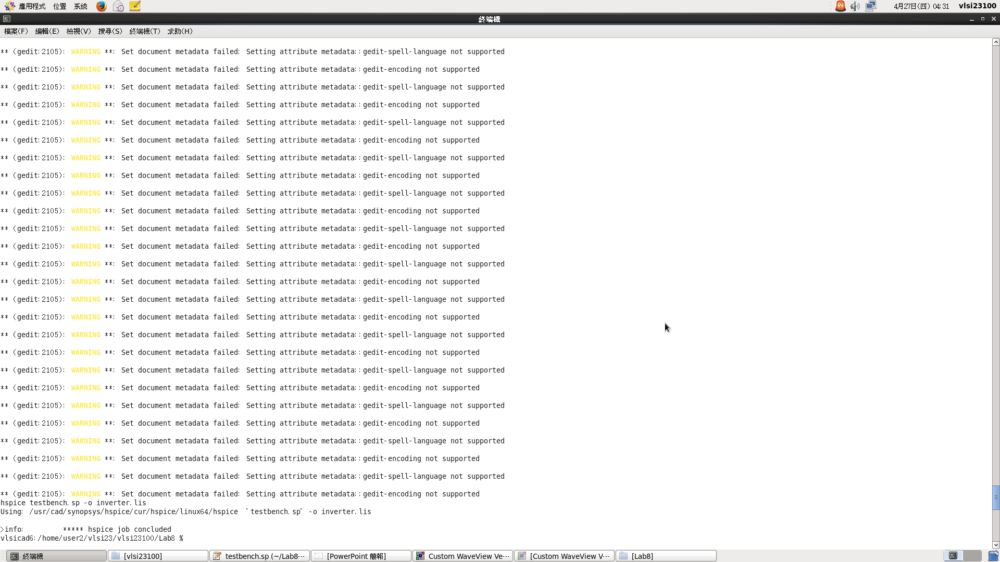 應用程式 位置 系統 4月27日(四) 04:31 vlsi23100
終端機
檔案(F) 編輯(E) 檢視(V) 搜尋(S) 終端機(T) 求助(H)
** (gedit:2105): WARNING **: Set document metadata failed: Setting attribute metadata::gedit-spell-language not supported
** (gedit:2105): WARNING **: Set document metadata failed: Setting attribute metadata::gedit-encoding not supported
** (gedit:2105): WARNING **: Set document metadata failed: Setting attribute metadata::gedit-spell-language not supported
** (gedit:2105): WARNING **: Set document metadata failed: Setting attribute metadata::gedit-encoding not supported
** (gedit:2105): WARNING **: Set document metadata failed: Setting attribute metadata::gedit-spell-language not supported
** (gedit:2105): WARNING **: Set document metadata failed: Setting attribute metadata::gedit-encoding not supported
** (gedit:2105): WARNING **: Set document metadata failed: Setting attribute metadata::gedit-spell-language not supported
** (gedit:2105): WARNING **: Set document metadata failed: Setting attribute metadata::gedit-encoding not supported
** (gedit:2105): WARNING **: Set document metadata failed: Setting attribute metadata::gedit-spell-language not supported
** (gedit:2105): WARNING **: Set document metadata failed: Setting attribute metadata::gedit-encoding not supported
** (gedit:2105): WARNING **: Set document metadata failed: Setting attribute metadata::gedit-spell-language not supported
** (gedit:2105): WARNING **: Set document metadata failed: Setting attribute metadata::gedit-encoding not supported
** (gedit:2105): WARNING **: Set document metadata failed: Setting attribute metadata::gedit-spell-language not supported
** (gedit:2105): WARNING **: Set document metadata failed: Setting attribute metadata::gedit-encoding not supported
** (gedit:2105): WARNING **: Set document metadata failed: Setting attribute metadata::gedit-spell-language not supported
** (gedit:2105): WARNING **: Set document metadata failed: Setting attribute metadata::gedit-encoding not supported
** (gedit:2105): WARNING **: Set document metadata failed: Setting attribute metadata::gedit-spell-language not supported
** (gedit:2105): WARNING **: Set document metadata failed: Setting attribute metadata::gedit-encoding not supported
** (gedit:2105): WARNING **: Set document metadata failed: Setting attribute metadata::gedit-spell-language not supported
** (gedit:2105): WARNING **: Set document metadata failed: Setting attribute metadata::gedit-encoding not supported
** (gedit:2105): WARNING **: Set document metadata failed: Setting attribute metadata::gedit-spell-language not supported
** (gedit:2105): WARNING **: Set document metadata failed: Setting attribute metadata::gedit-encoding not supported
** (gedit:2105): WARNING **: Set document metadata failed: Setting attribute metadata::gedit-spell-language not supported
** (gedit:2105): WARNING **: Set document metadata failed: Setting attribute metadata::gedit-encoding not supported
** (gedit:2105): WARNING **: Set document metadata failed: Setting attribute metadata::gedit-spell-language not supported
** (gedit:2105): WARNING **: Set document metadata failed: Setting attribute metadata::gedit-encoding not supported
hspice testbench.sp -o inverter.lis
Using: /usr/cad/synopsys/hspice/cur/hspice/linux64/hspice 'testbench.sp' -o inverter.lis
>info: ***** hspice job concluded
vlsicad6:/home/user2/vlsi23/vlsi23100/Lab8 %
終端機 [vlsi23100] testbench.sp (~/Lab8… [PowerPoint 簡報] Custom WaveView Ve… [Custom WaveView V… [Lab8]